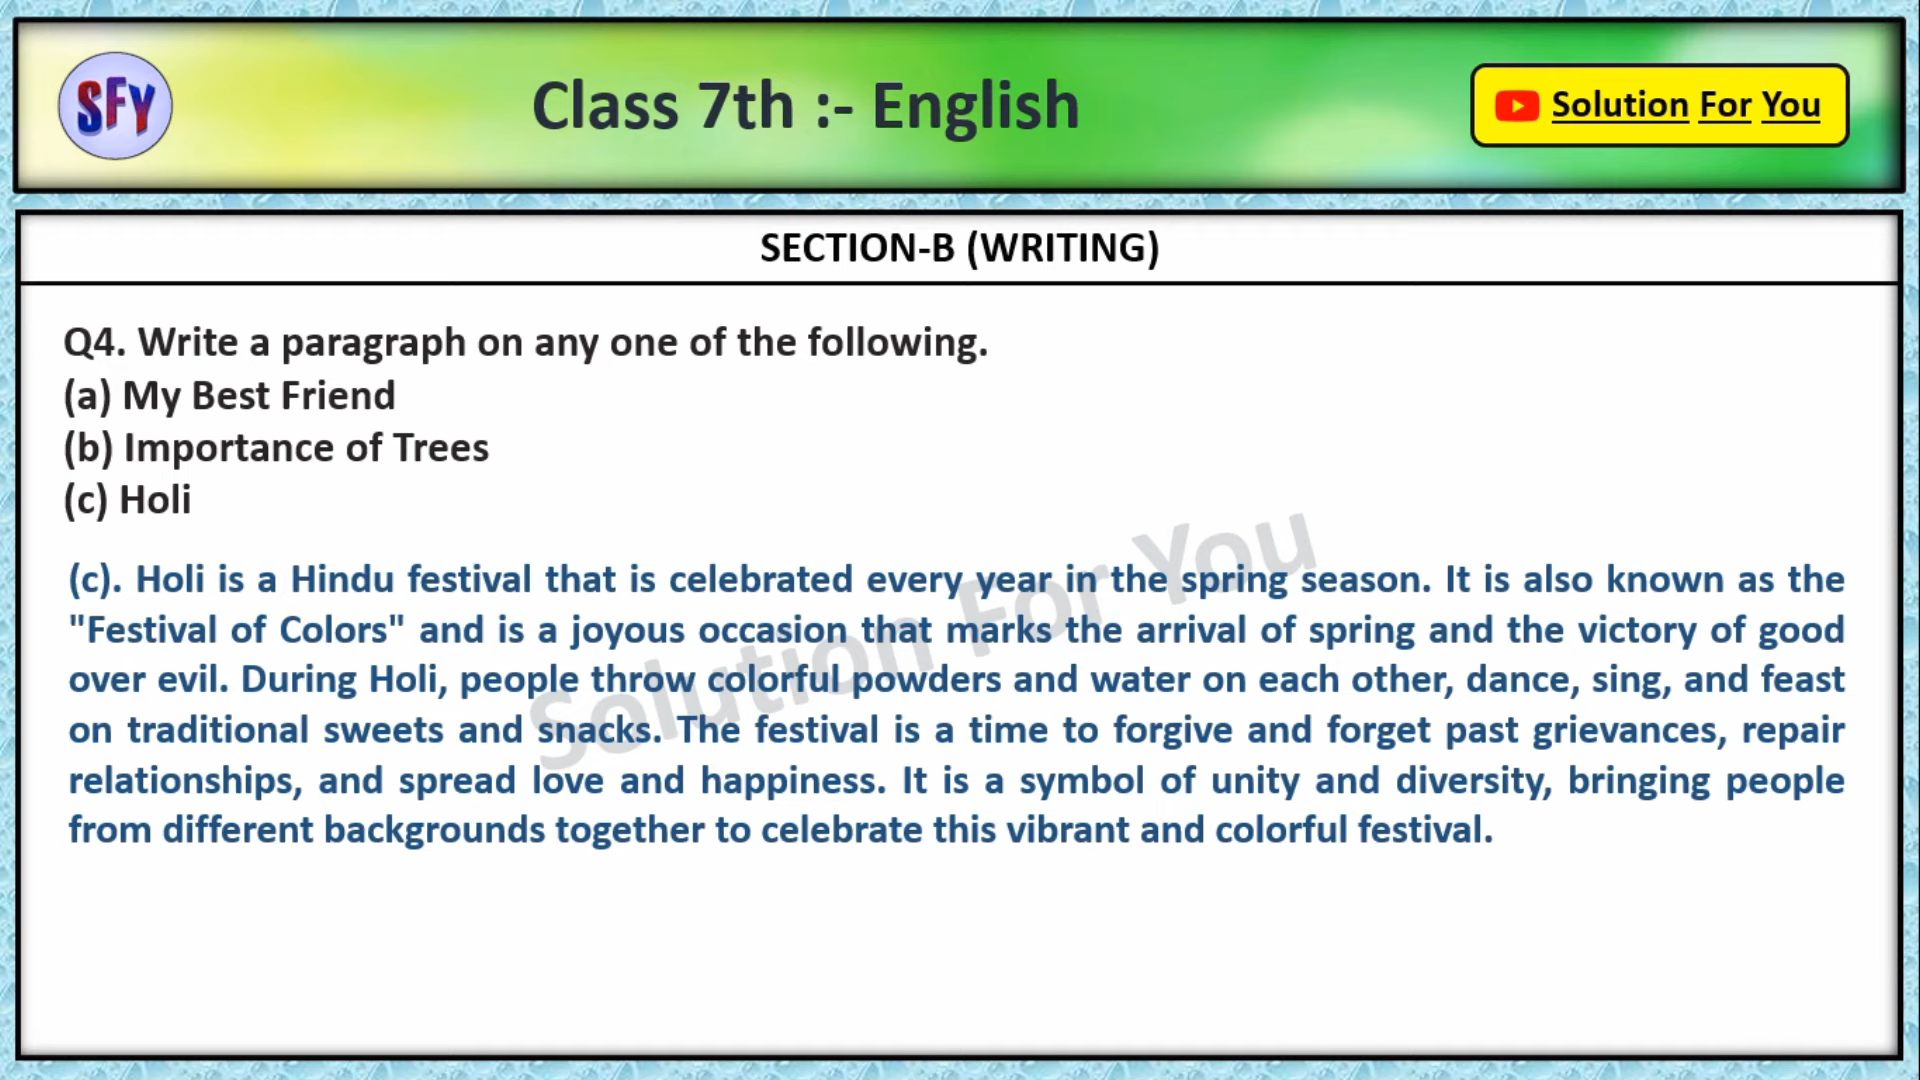 SFY
Class 7th :- English
Solution For You
SECTION-B (WRITING)
Q4. Write a paragraph on any one of the following.
(a) My Best Friend
(b) Importance of Trees
(c) Holi
(c). Holi is a Hindu festival that is celebrated every year in the spring season. It is also known as the
"Festival of Colors" and is a joyous occasion that marks the arrival of spring and the victory of good
over evil. During Holi, people throw colorful powders and water on each other, dance, sing, and feast
on traditional sweets and snacks. The festival is a time to forgive and forget past grievances, repair
relationships, and spread love and happiness. It is a symbol of unity and diversity, bringing people
from different backgrounds together to celebrate this vibrant and colorful festival.
Solution For You